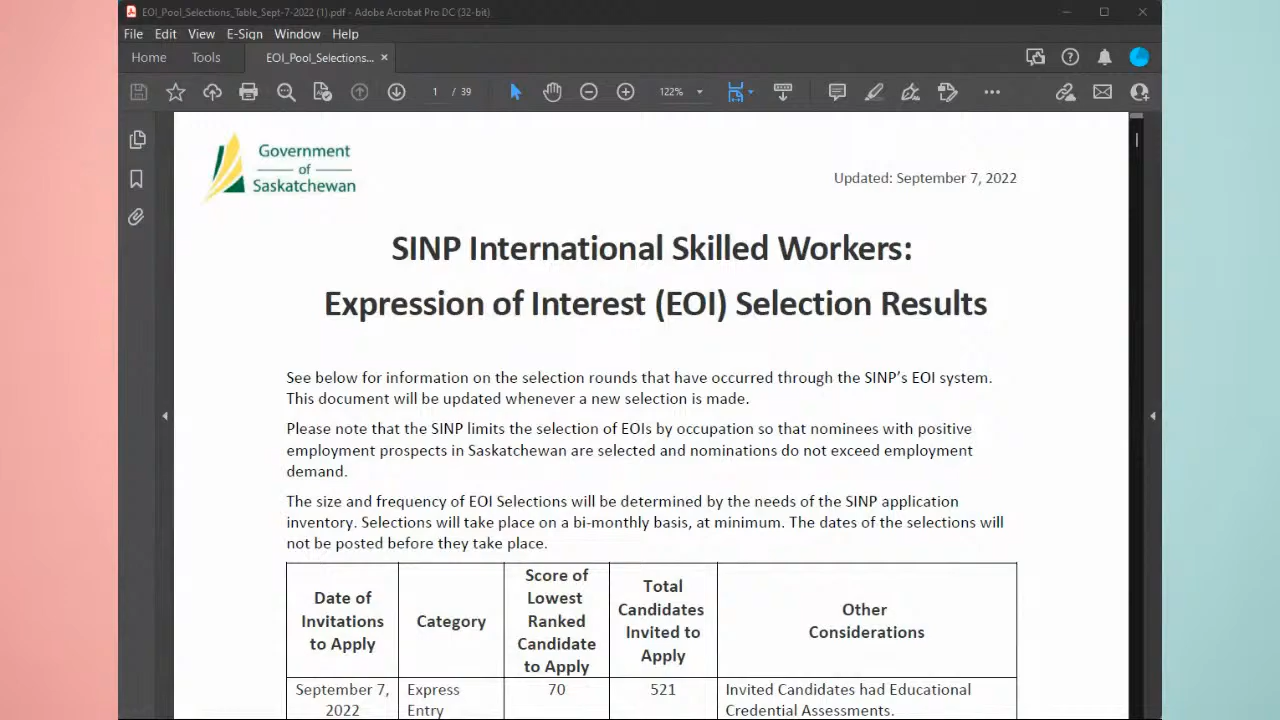 EOI_Pool_Selections_Table_Sept-7-2022 (1).pdf - Adobe Acrobat Pro DC (32-bit)
File Edit View E-Sign Window Help
Home Tools EOI_Pool_Selections... ×
1 / 39 122%
Government
of
Saskatchewan
Updated: September 7, 2022
SINP International Skilled Workers:
Expression of Interest (EOI) Selection Results
See below for information on the selection rounds that have occurred through the SINP’s EOI system.
This document will be updated whenever a new selection is made.
Please note that the SINP limits the selection of EOIs by occupation so that nominees with positive
employment prospects in Saskatchewan are selected and nominations do not exceed employment
demand.
The size and frequency of EOI Selections will be determined by the needs of the SINP application
inventory. Selections will take place on a bi-monthly basis, at minimum. The dates of the selections will
not be posted before they take place.
Date of
Invitations
to Apply
Category
Score of
Lowest
Ranked
Candidate
to Apply
Total
Candidates
Invited to
Apply
Other
Considerations
September 7,
2022
Express
Entry
70
521
Invited Candidates had Educational
Credential Assessments.